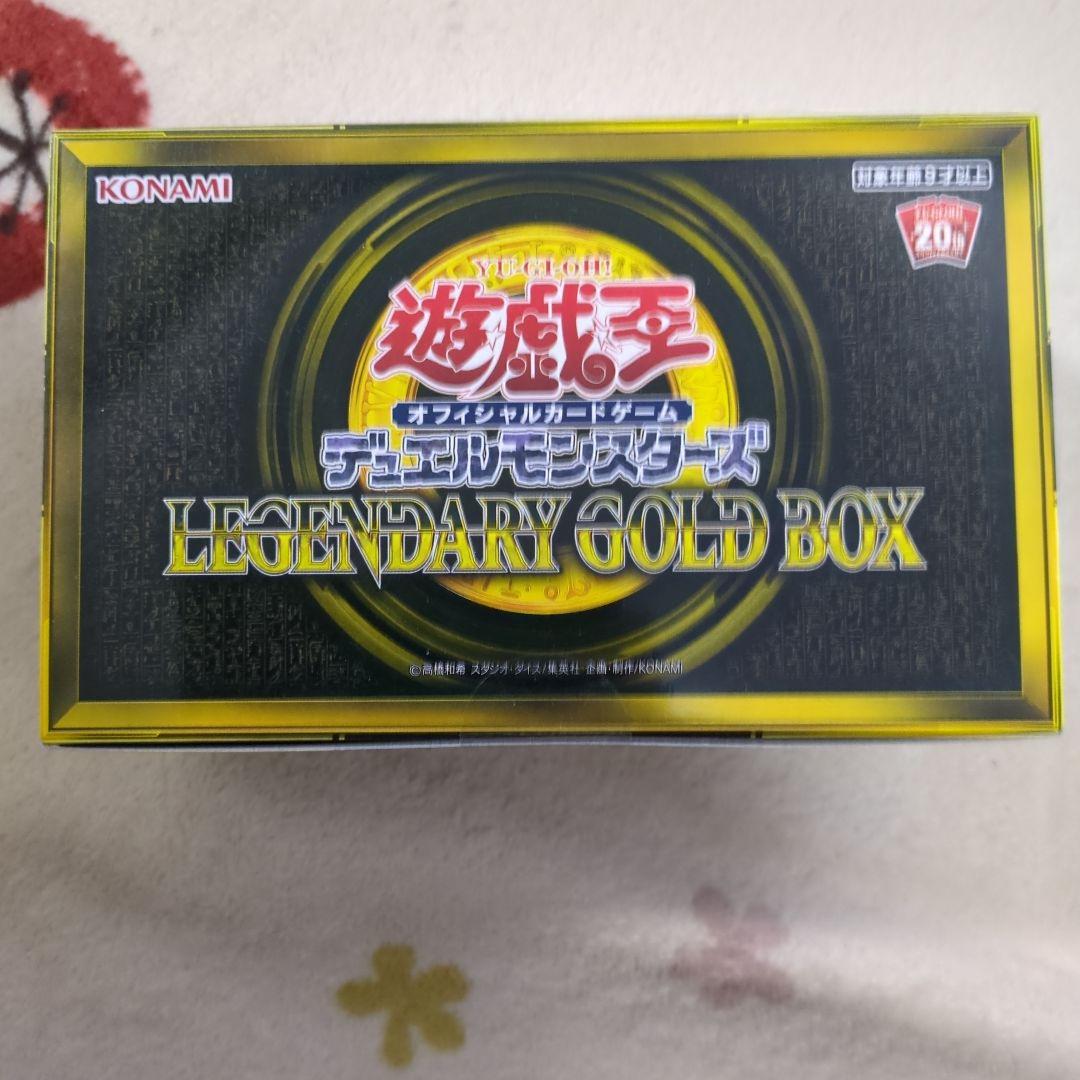 KONAMI
対象年齢9才以上
20th
YU-GI-OH!
遊戯王
オフィシャルカードゲーム
デュエルモンスターズ
LEGENDARY GOLD BOX
©高橋和希 スタジオ・ダイス/集英社 企画・制作/KONAMI